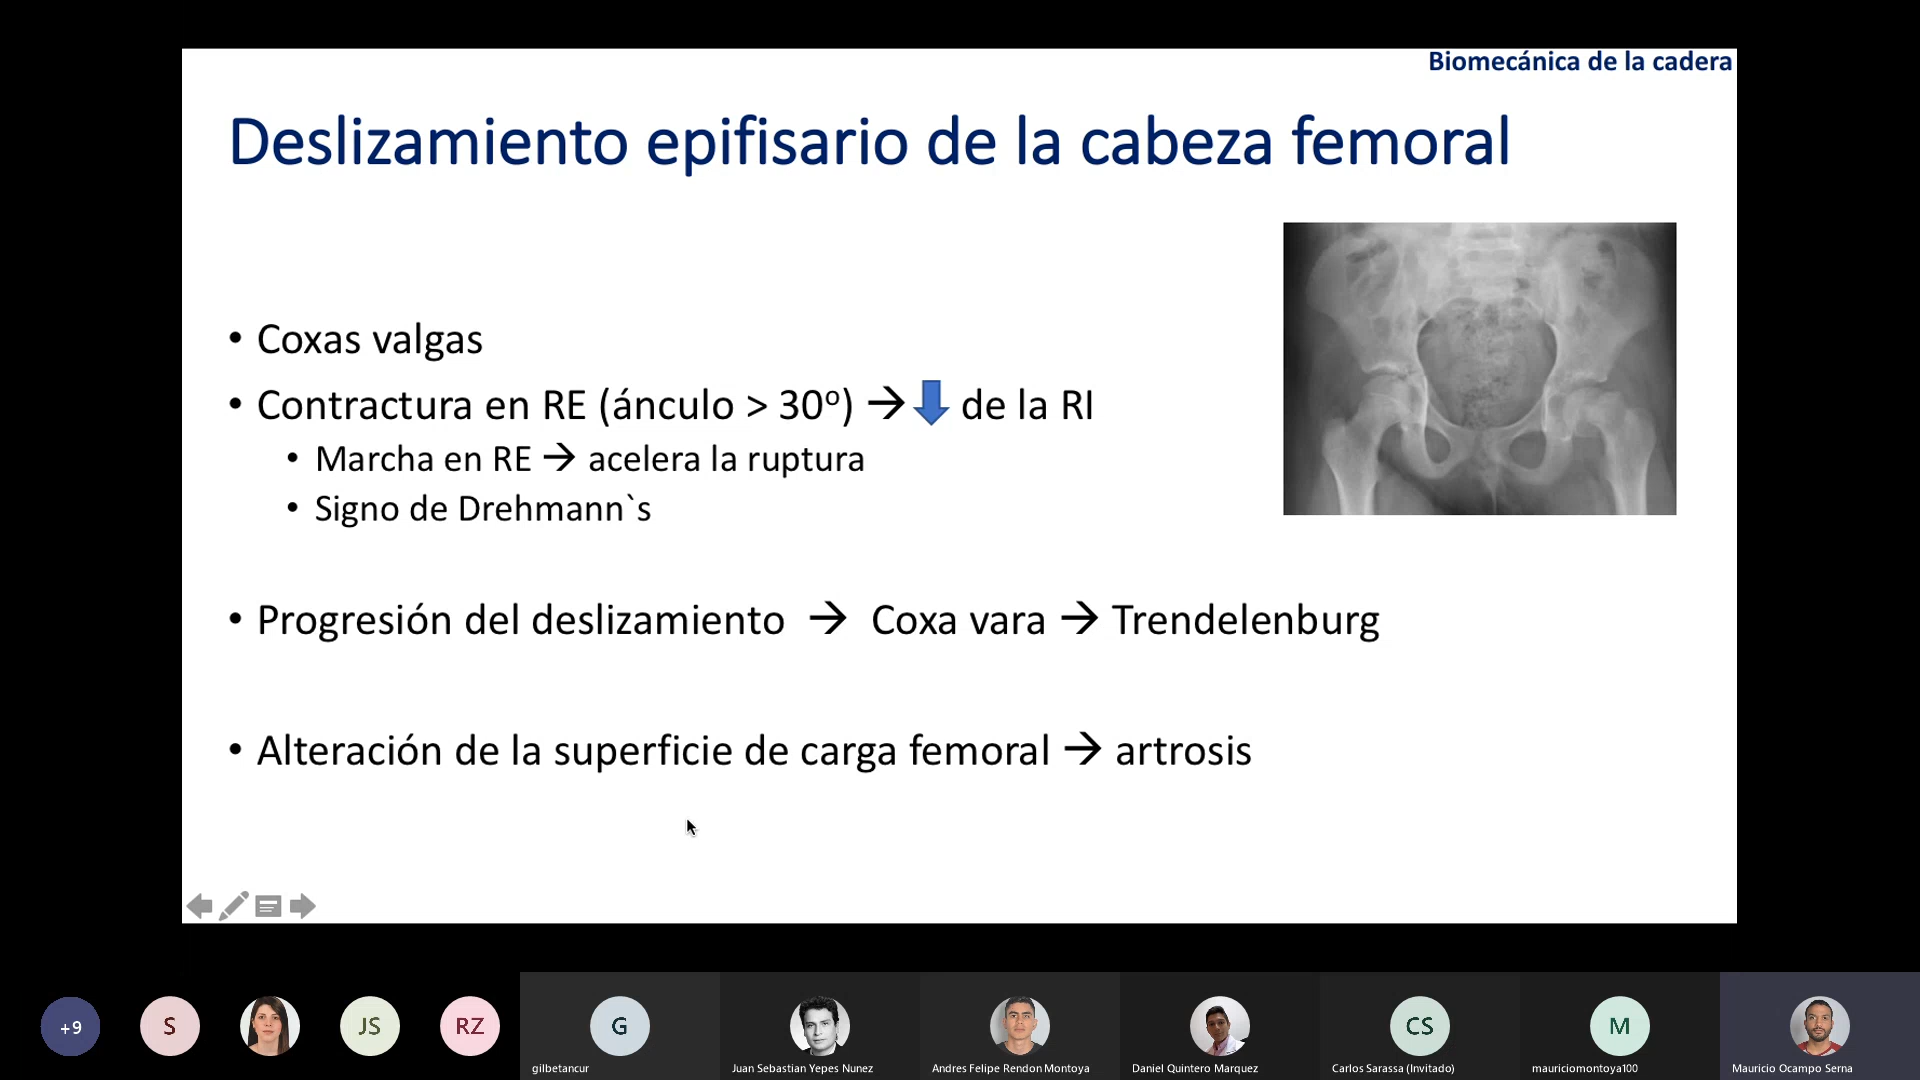 Biomecánica de la cadera
Deslizamiento epifisario de la cabeza femoral
• Coxas valgas
• Contractura en RE (ánculo > 30º) → de la RI
• Marcha en RE → acelera la ruptura
• Signo de Drehmann`s
• Progresión del deslizamiento → Coxa vara → Trendelenburg
• Alteración de la superficie de carga femoral → artrosis
+9
S
JS
RZ
G
CS
M
gilbetancur
Juan Sebastian Yepes Nunez
Andres Felipe Rendon Montoya
Daniel Quintero Marquez
Carlos Sarassa (Invitado)
mauriciomontoya100
Mauricio Ocampo Serna